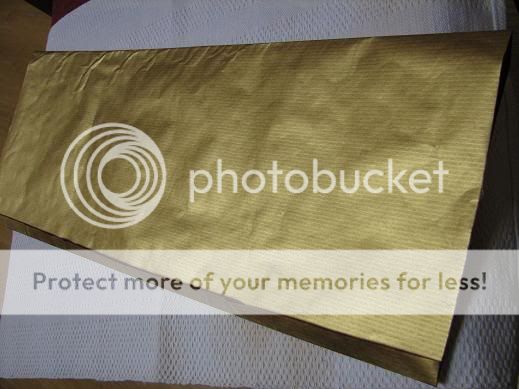 photobucket
Protect more of your memories for less!